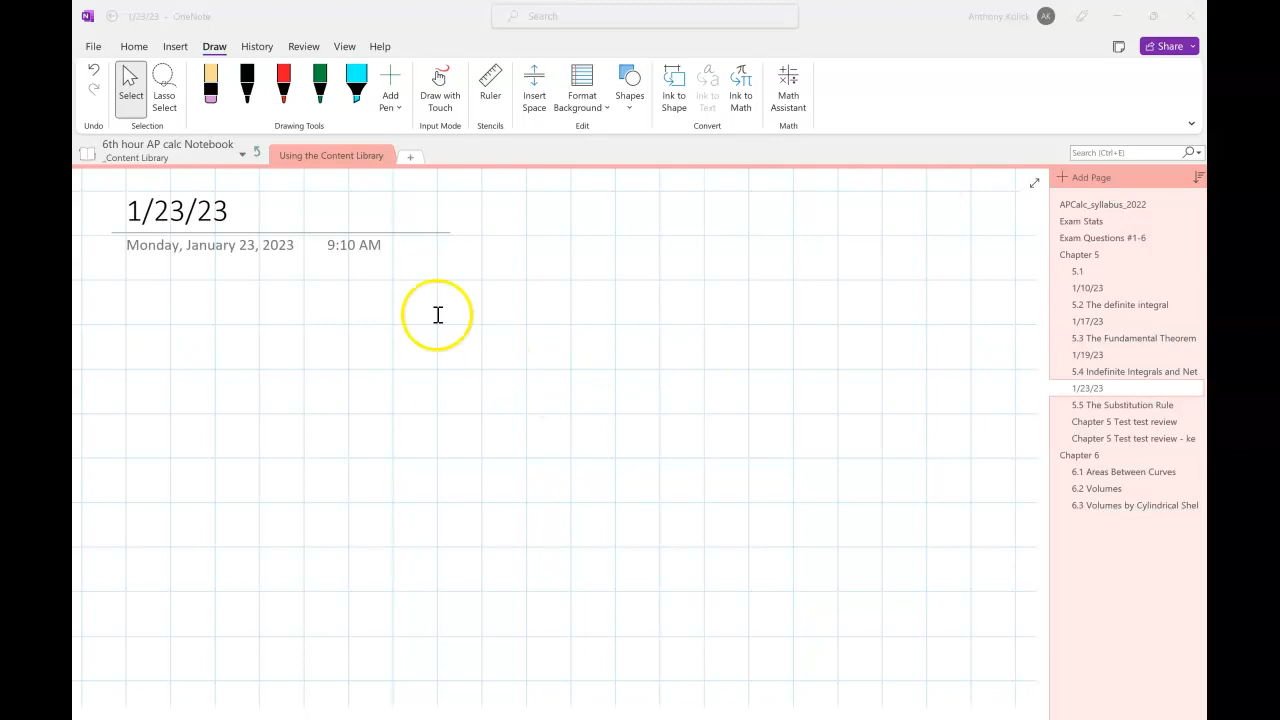 1/23/23 - OneNote
Search
Anthony Kolick
AK
File Home Insert Draw History Review View Help
Share
Select
Lasso Select
Add Pen
Draw with Touch
Ruler
Insert Space
Format Background
Shapes
Ink to Shape
Ink to Text
Ink to Math
Math Assistant
Undo
Selection
Drawing Tools
Input Mode
Stencils
Edit
Convert
Math
6th hour AP calc Notebook
_Content Library
Using the Content Library
Search (Ctrl+E)
Add Page
1/23/23
Monday, January 23, 2023 9:10 AM
APCalc_syllabus_2022
Exam Stats
Exam Questions #1-6
Chapter 5
5.1
1/10/23
5.2 The definite integral
1/17/23
5.3 The Fundamental Theorem
1/19/23
5.4 Indefinite Integrals and Net
1/23/23
5.5 The Substitution Rule
Chapter 5 Test test review
Chapter 5 Test test review - ke
Chapter 6
6.1 Areas Between Curves
6.2 Volumes
6.3 Volumes by Cylindrical Shel